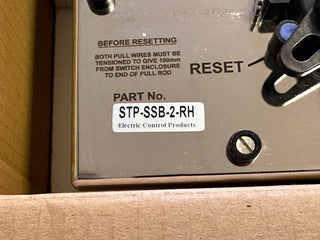 BEFORE RESETTING
BOTH PULL WIRES MUST BE
TENSIONED TO GIVE 100mm
FROM SWITCH ENCLOSURE
TO END OF PULL ROD
RESET
PART No.
STP-SSB-2-RH
Electric Control Products